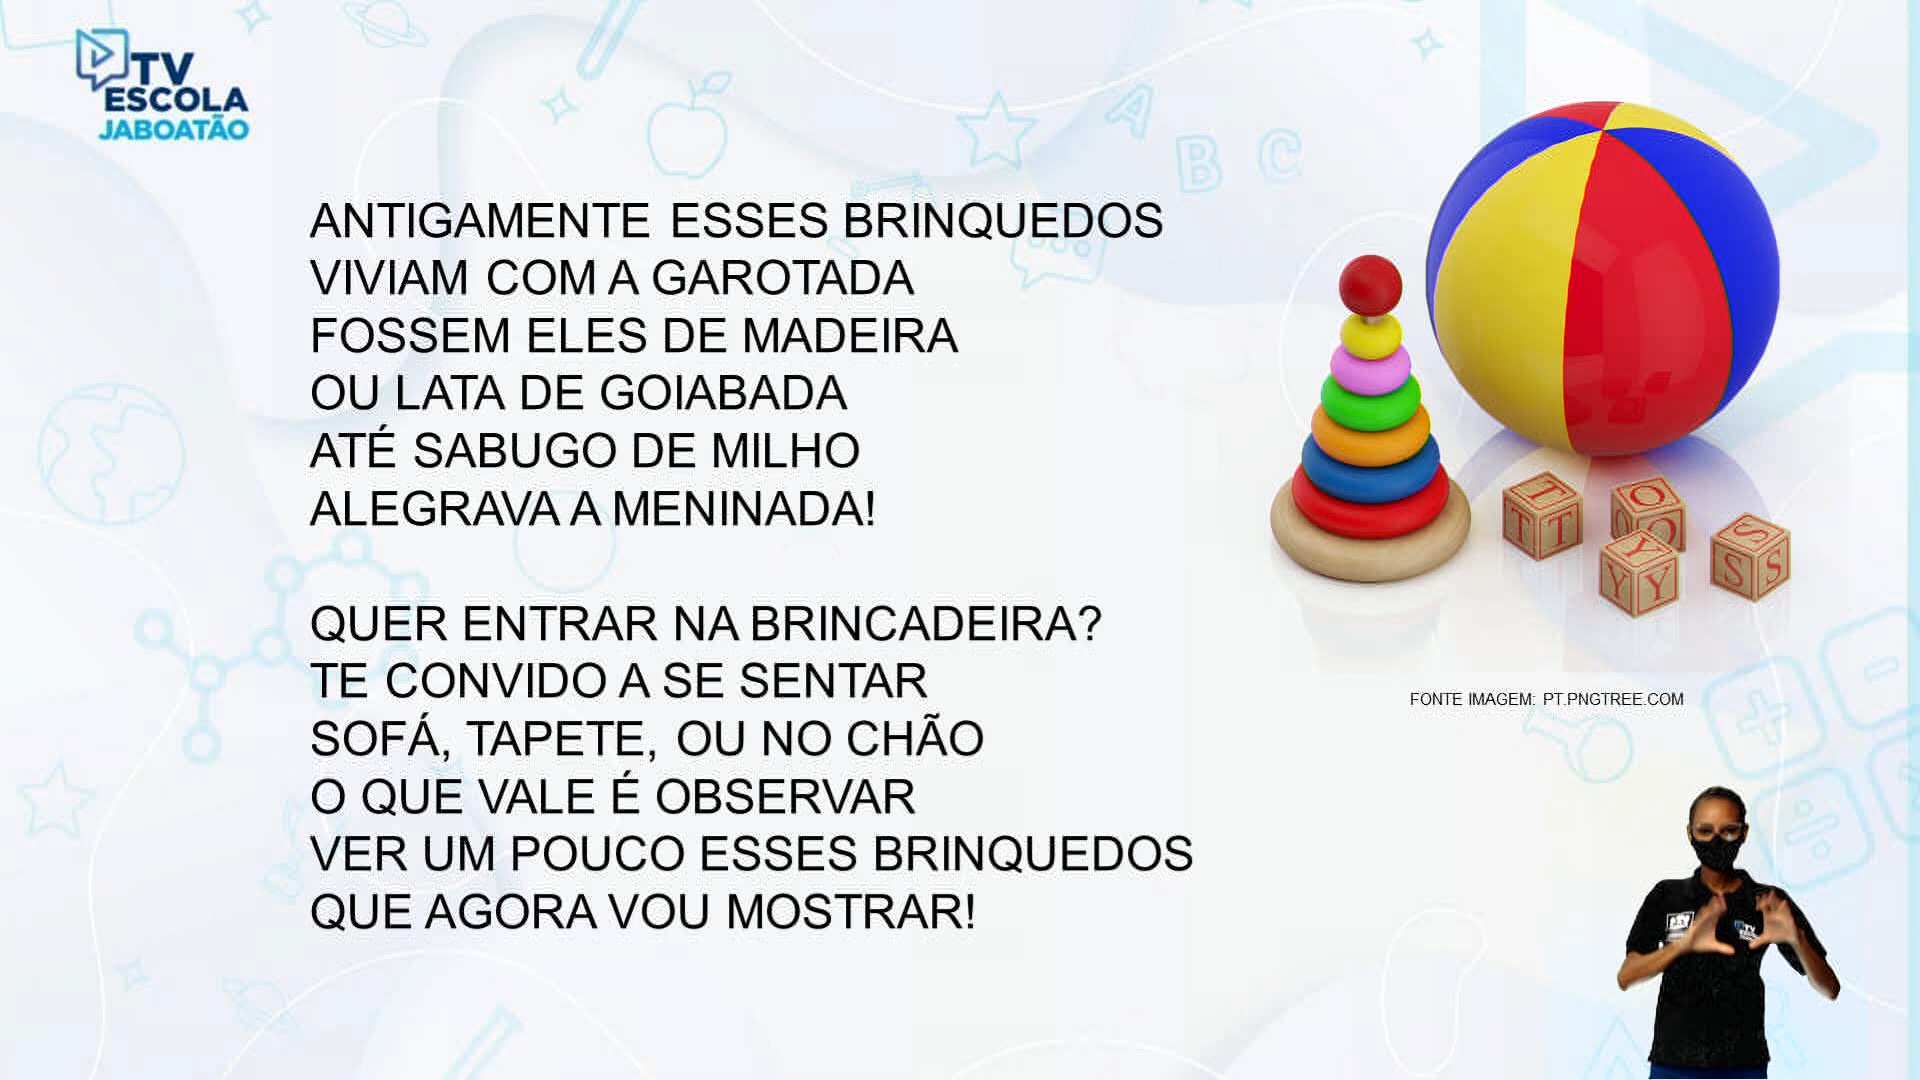 TV
ESCOLA
JABOATÃO
ANTIGAMENTE ESSES BRINQUEDOS
VIVIAM COM A GAROTADA
FOSSEM ELES DE MADEIRA
OU LATA DE GOIABADA
ATÉ SABUGO DE MILHO
ALEGRAVA A MENINADA!
QUER ENTRAR NA BRINCADEIRA?
TE CONVIDO A SE SENTAR
SOFÁ, TAPETE, OU NO CHÃO
O QUE VALE É OBSERVAR
VER UM POUCO ESSES BRINQUEDOS
QUE AGORA VOU MOSTRAR!
A B C
T T T
O O O
Y Y Y
S S S
FONTE IMAGEM: PT.PNGTREE.COM